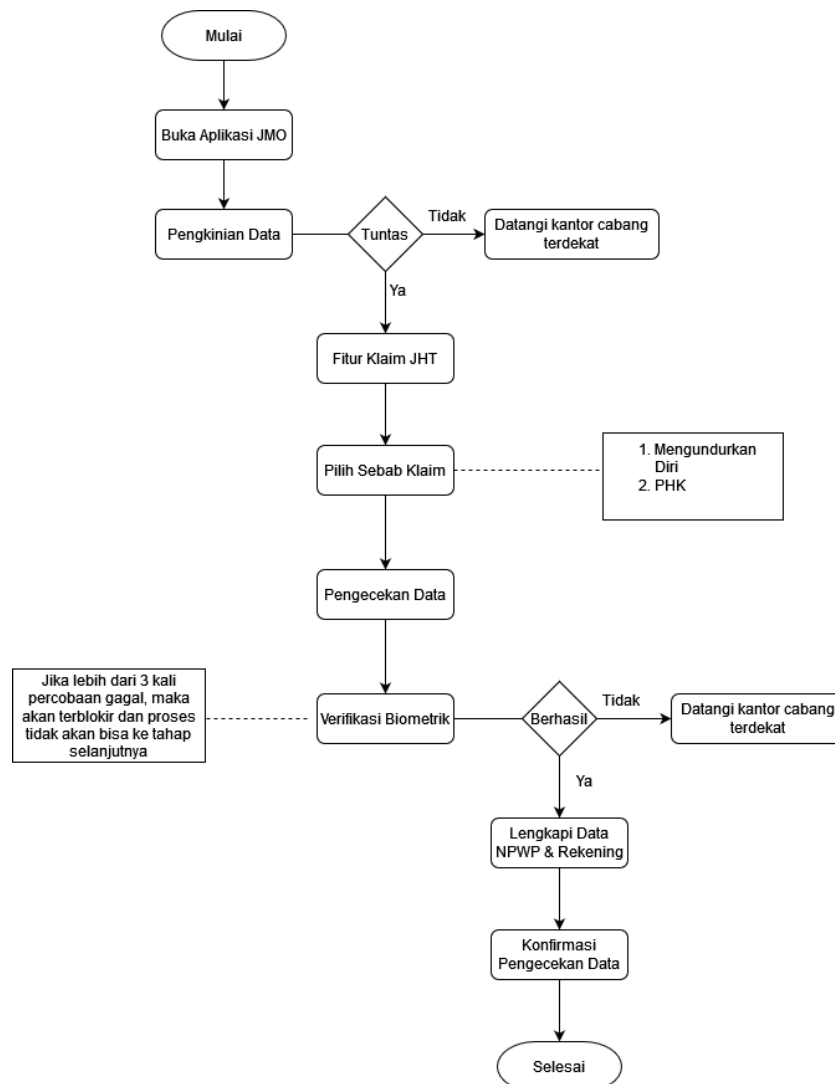 Mulai
Buka Aplikasi JMO
Pengkinian Data
Tuntas
Tidak
Datangi kantor cabang
terdekat
Ya
Fitur Klaim JHT
Pilih Sebab Klaim
1. Mengundurkan
Diri
2. PHK
Pengecekan Data
Jika lebih dari 3 kali
percobaan gagal, maka
akan terblokir dan proses
tidak akan bisa ke tahap
selanjutnya
Verifikasi Biometrik
Berhasil
Tidak
Datangi kantor cabang
terdekat
Ya
Lengkapi Data
NPWP & Rekening
Konfirmasi
Pengecekan Data
Selesai